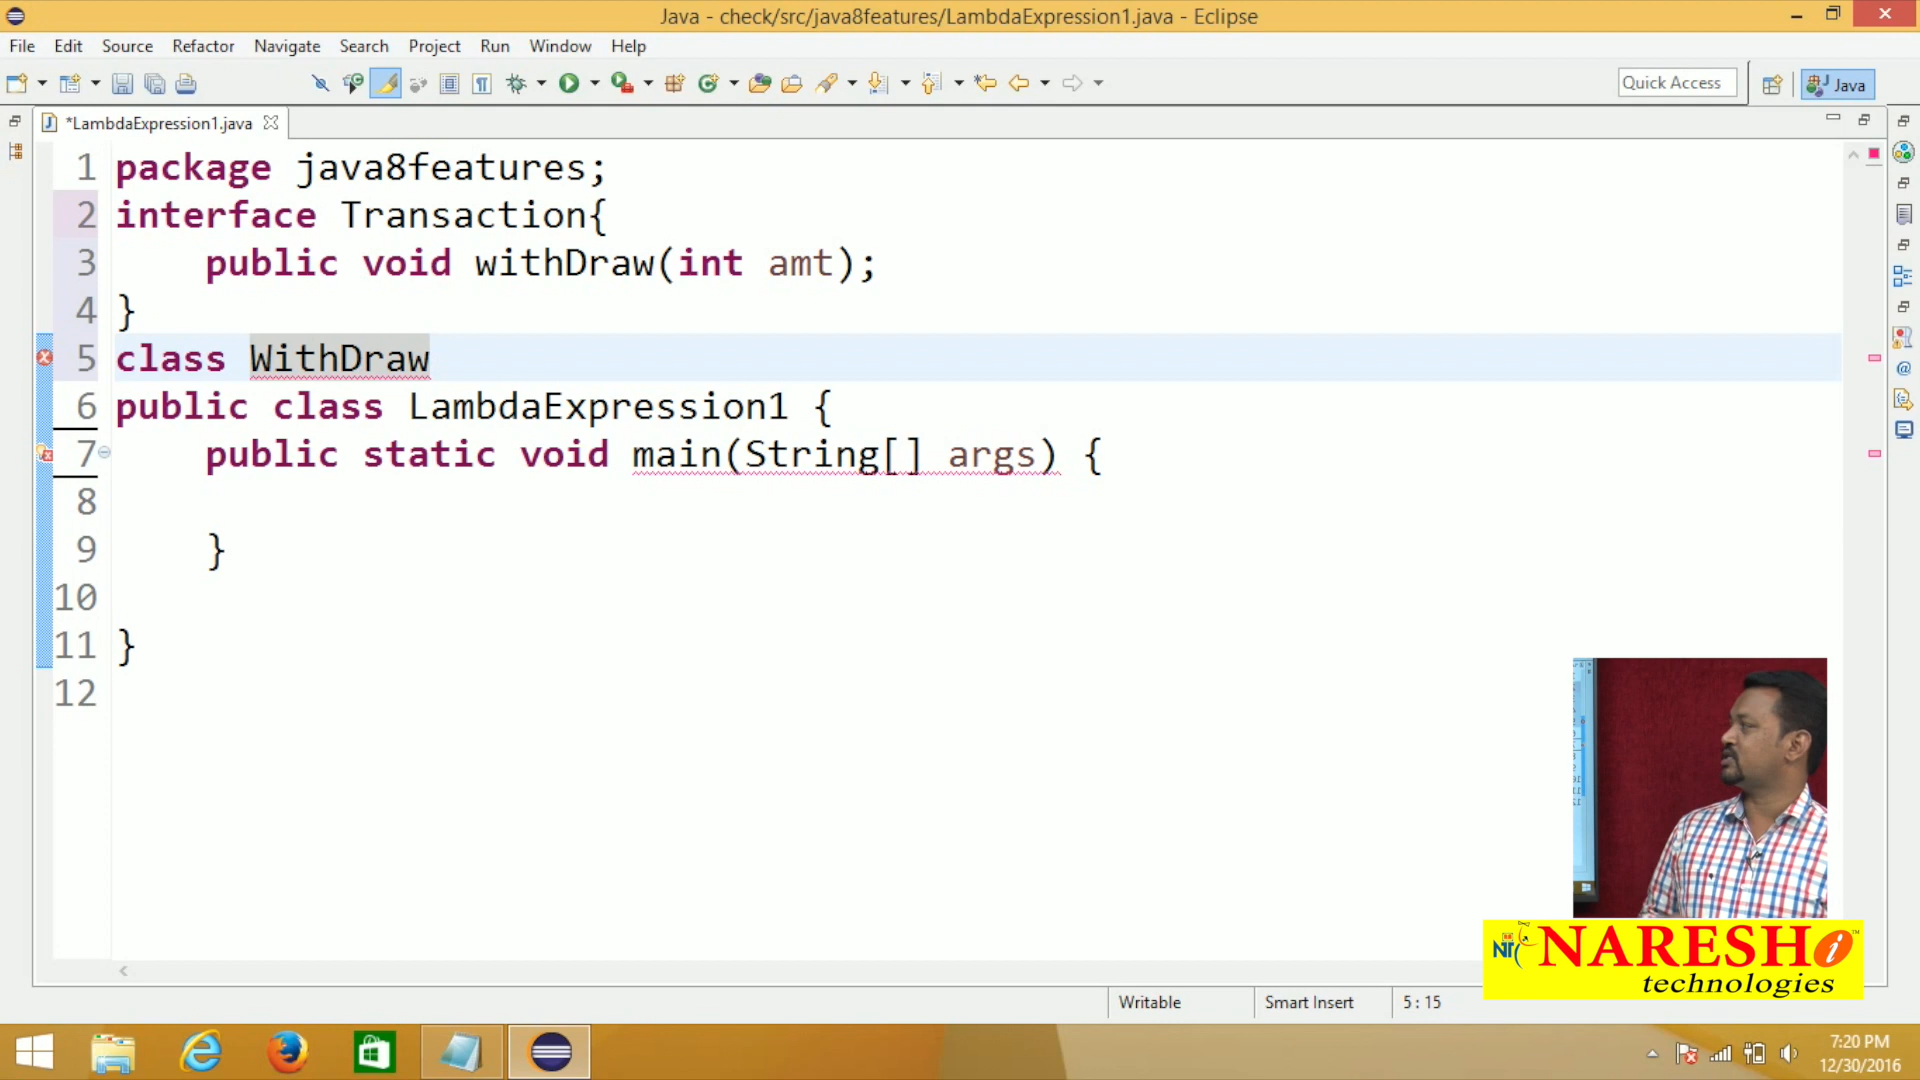 Java - check/src/java8features/LambdaExpression1.java - Eclipse
File Edit Source Refactor Navigate Search Project Run Window Help
Quick Access
Java
*LambdaExpression1.java
1 package java8features;
2 interface Transaction{
3 public void withDraw(int amt);
4 }
5 class WithDraw
6 public class LambdaExpression1 {
7 public static void main(String[] args) {
8
9 }
10
11 }
12
NARESH i ™
technologies
Writable Smart Insert 5 : 15
7:20 PM
12/30/2016